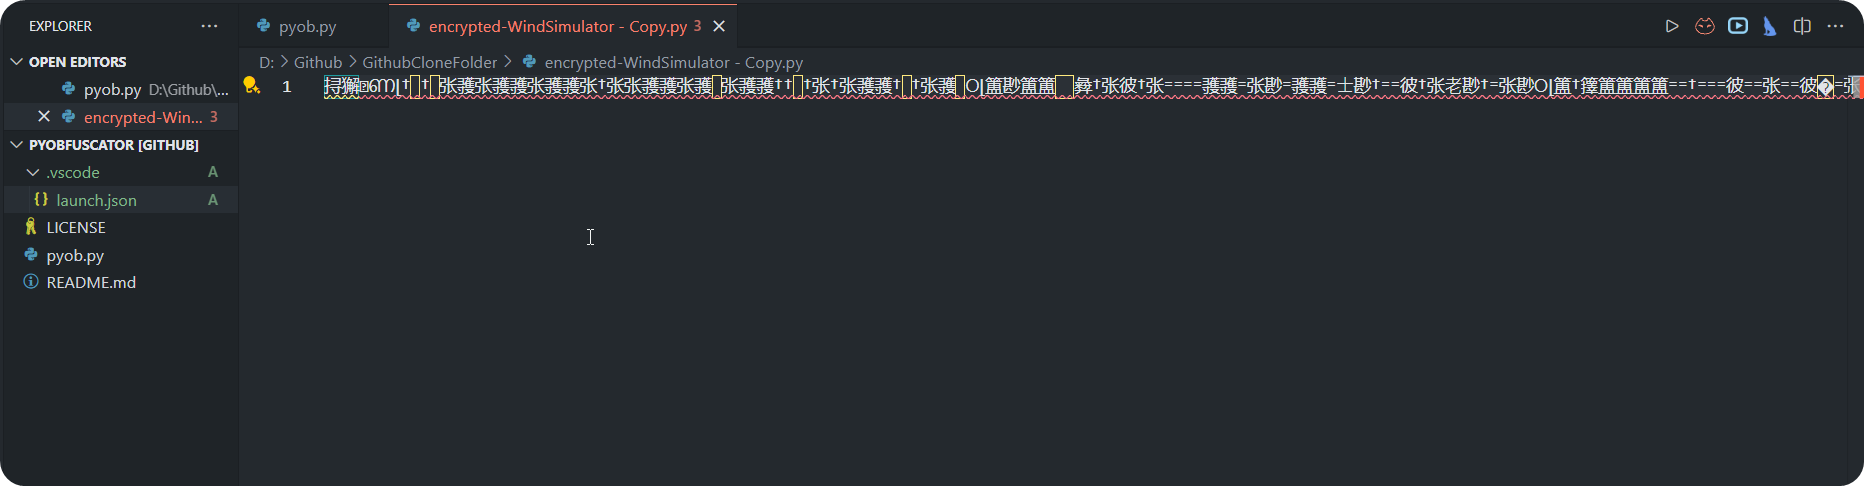 EXPLORER
OPEN EDITORS
pyob.py D:\Github\...
encrypted-Win... 3
PYOBFUSCATOR [GITHUB]
.vscode A
launch.json A
LICENSE
pyob.py
README.md
pyob.py
encrypted-WindSimulator - Copy.py 3
D: > Github > GithubCloneFolder > encrypted-WindSimulator - Copy.py
1